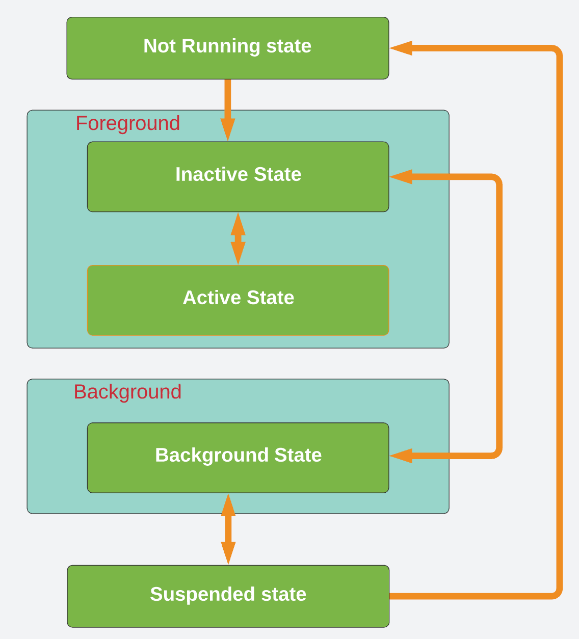 Not Running state
Foreground
Inactive State
Active State
Background
Background State
Suspended state